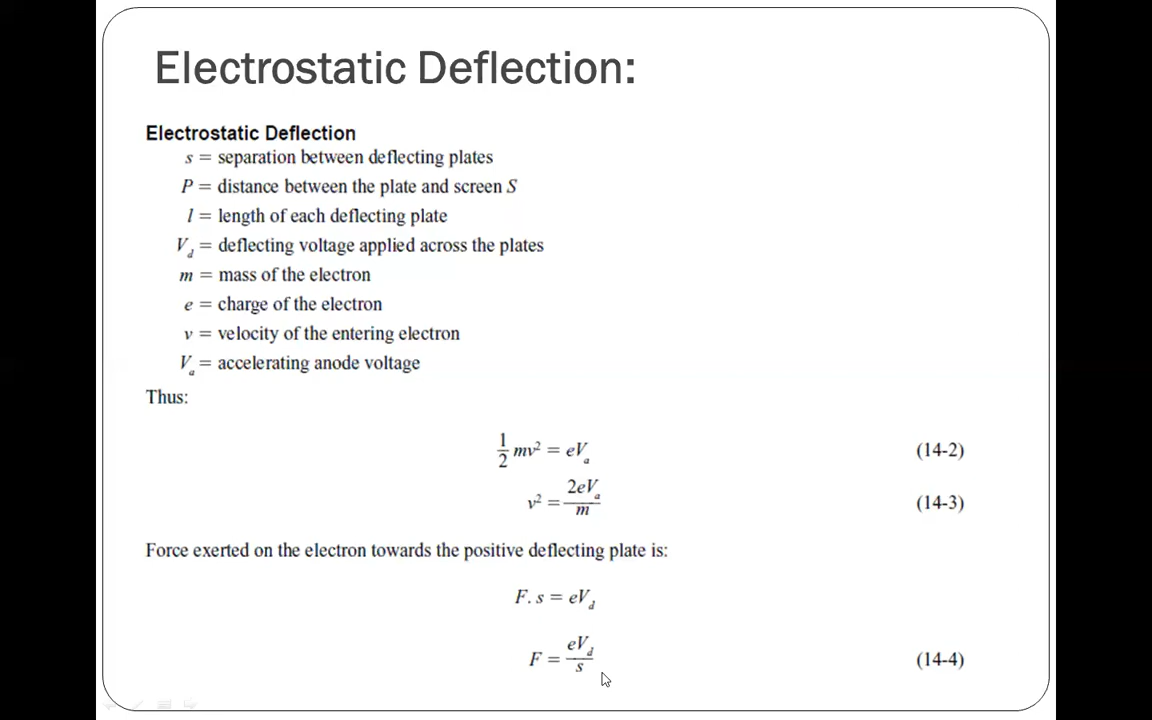 Electrostatic Deflection:
Electrostatic Deflection
s = separation between deflecting plates
P = distance between the plate and screen S
l = length of each deflecting plate
V_d = deflecting voltage applied across the plates
m = mass of the electron
e = charge of the electron
v = velocity of the entering electron
V_a = accelerating anode voltage
Thus:
1/2 mv² = eV_a (14-2)
v² = 2eV_a/m (14-3)
Force exerted on the electron towards the positive deflecting plate is:
F. s = eV_d
F = eV_d/s (14-4)